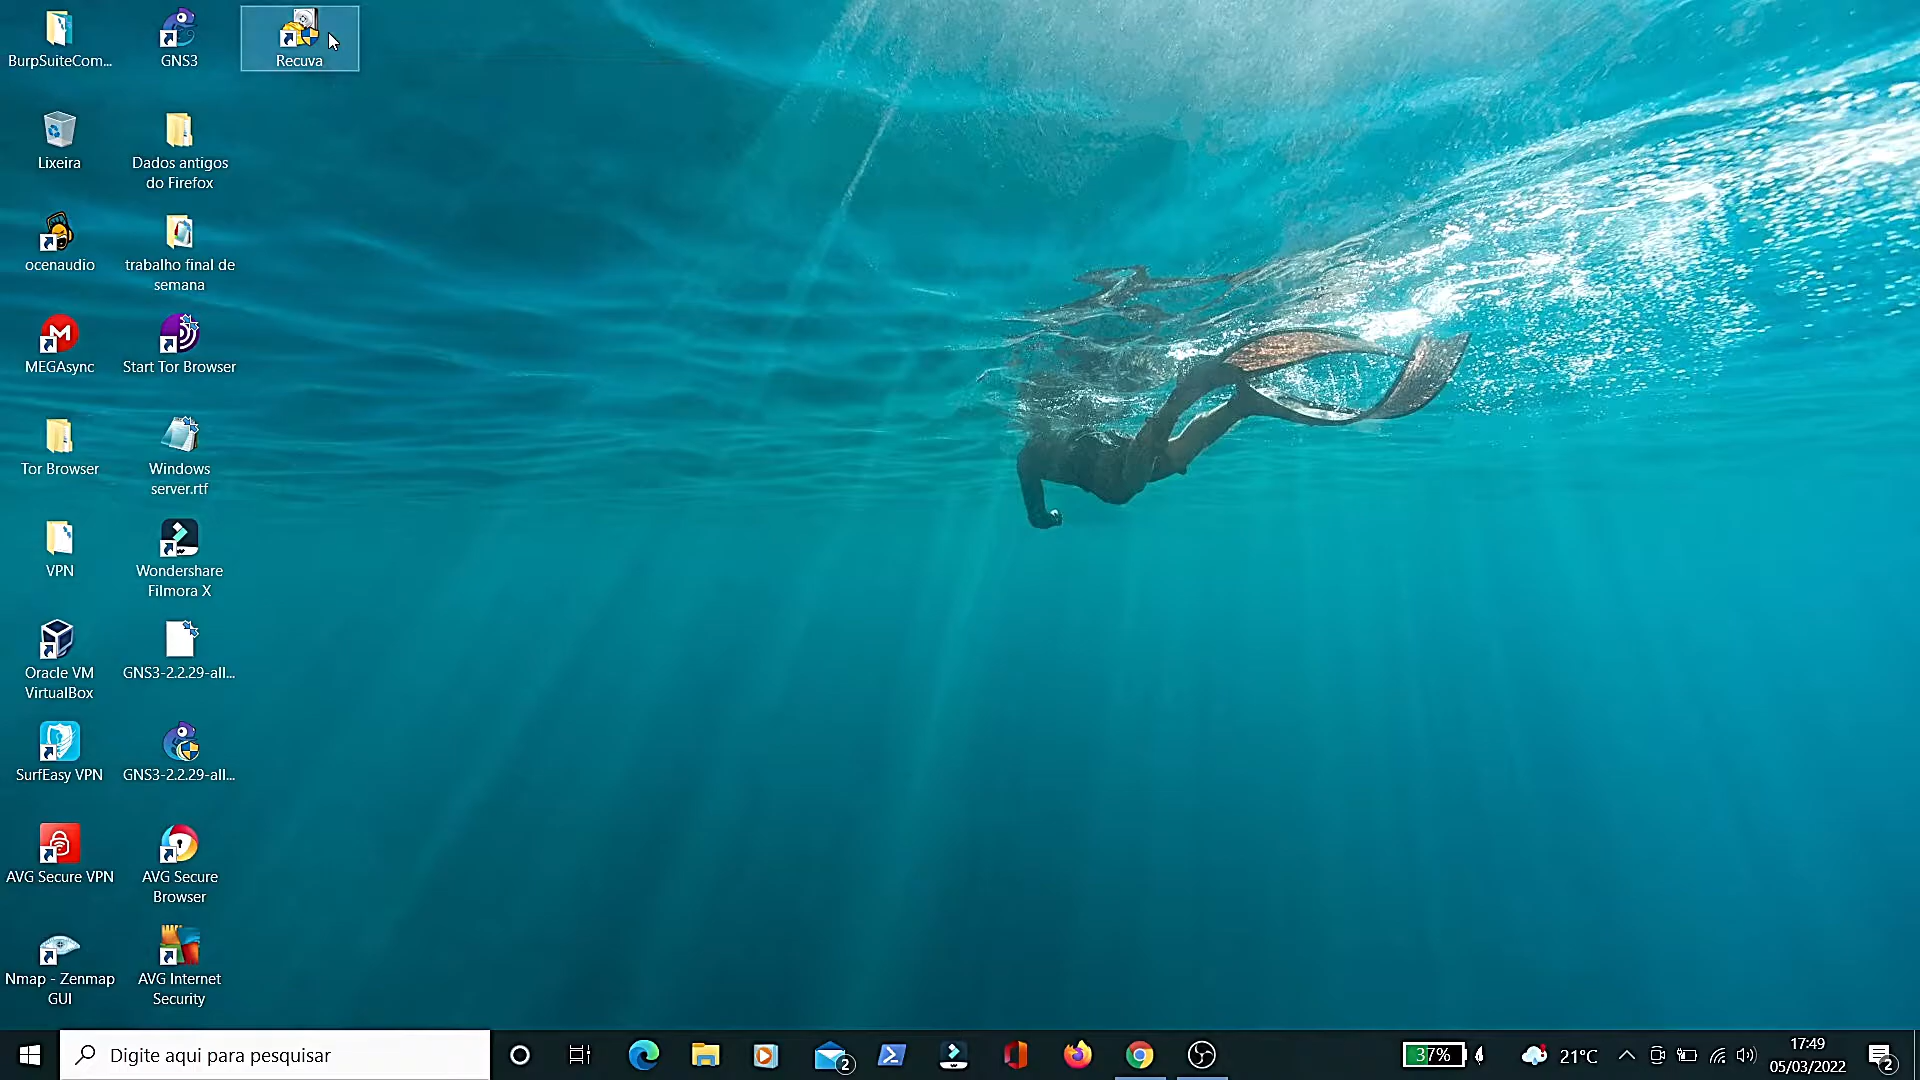 BurpSuiteCom...
GNS3
Recuva
Lixeira
Dados antigos
do Firefox
ocenaudio
trabalho final de
semana
MEGAsync
Start Tor Browser
Tor Browser
Windows
server.rtf
VPN
Wondershare
Filmora X
Oracle VM
VirtualBox
GNS3-2.2.29-all...
SurfEasy VPN
GNS3-2.2.29-all...
AVG Secure VPN
AVG Secure
Browser
Nmap - Zenmap
GUI
AVG Internet
Security
Digite aqui para pesquisar
2
37%
21°C
17:49
05/03/2022
2